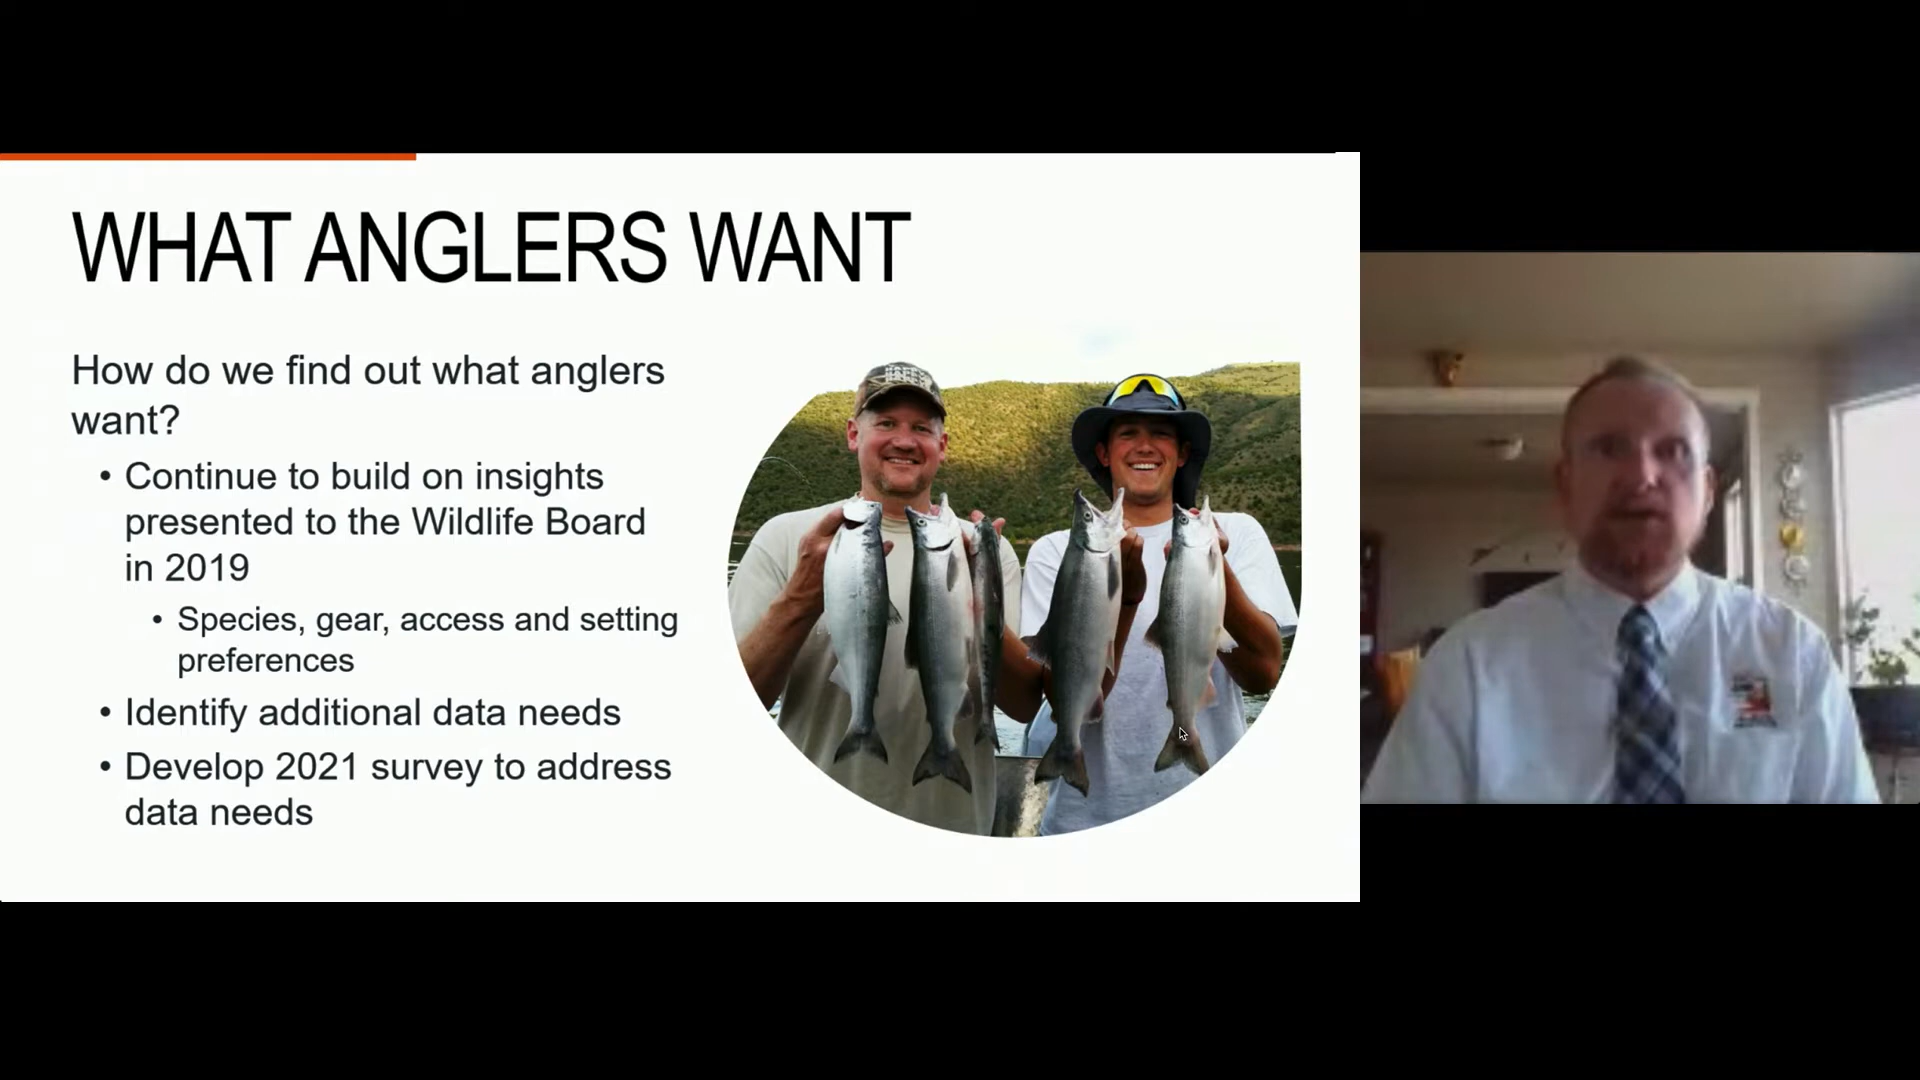 WHAT ANGLERS WANT
How do we find out what anglers
want?
• Continue to build on insights
presented to the Wildlife Board
in 2019
• Species, gear, access and setting
preferences
• Identify additional data needs
• Develop 2021 survey to address
data needs